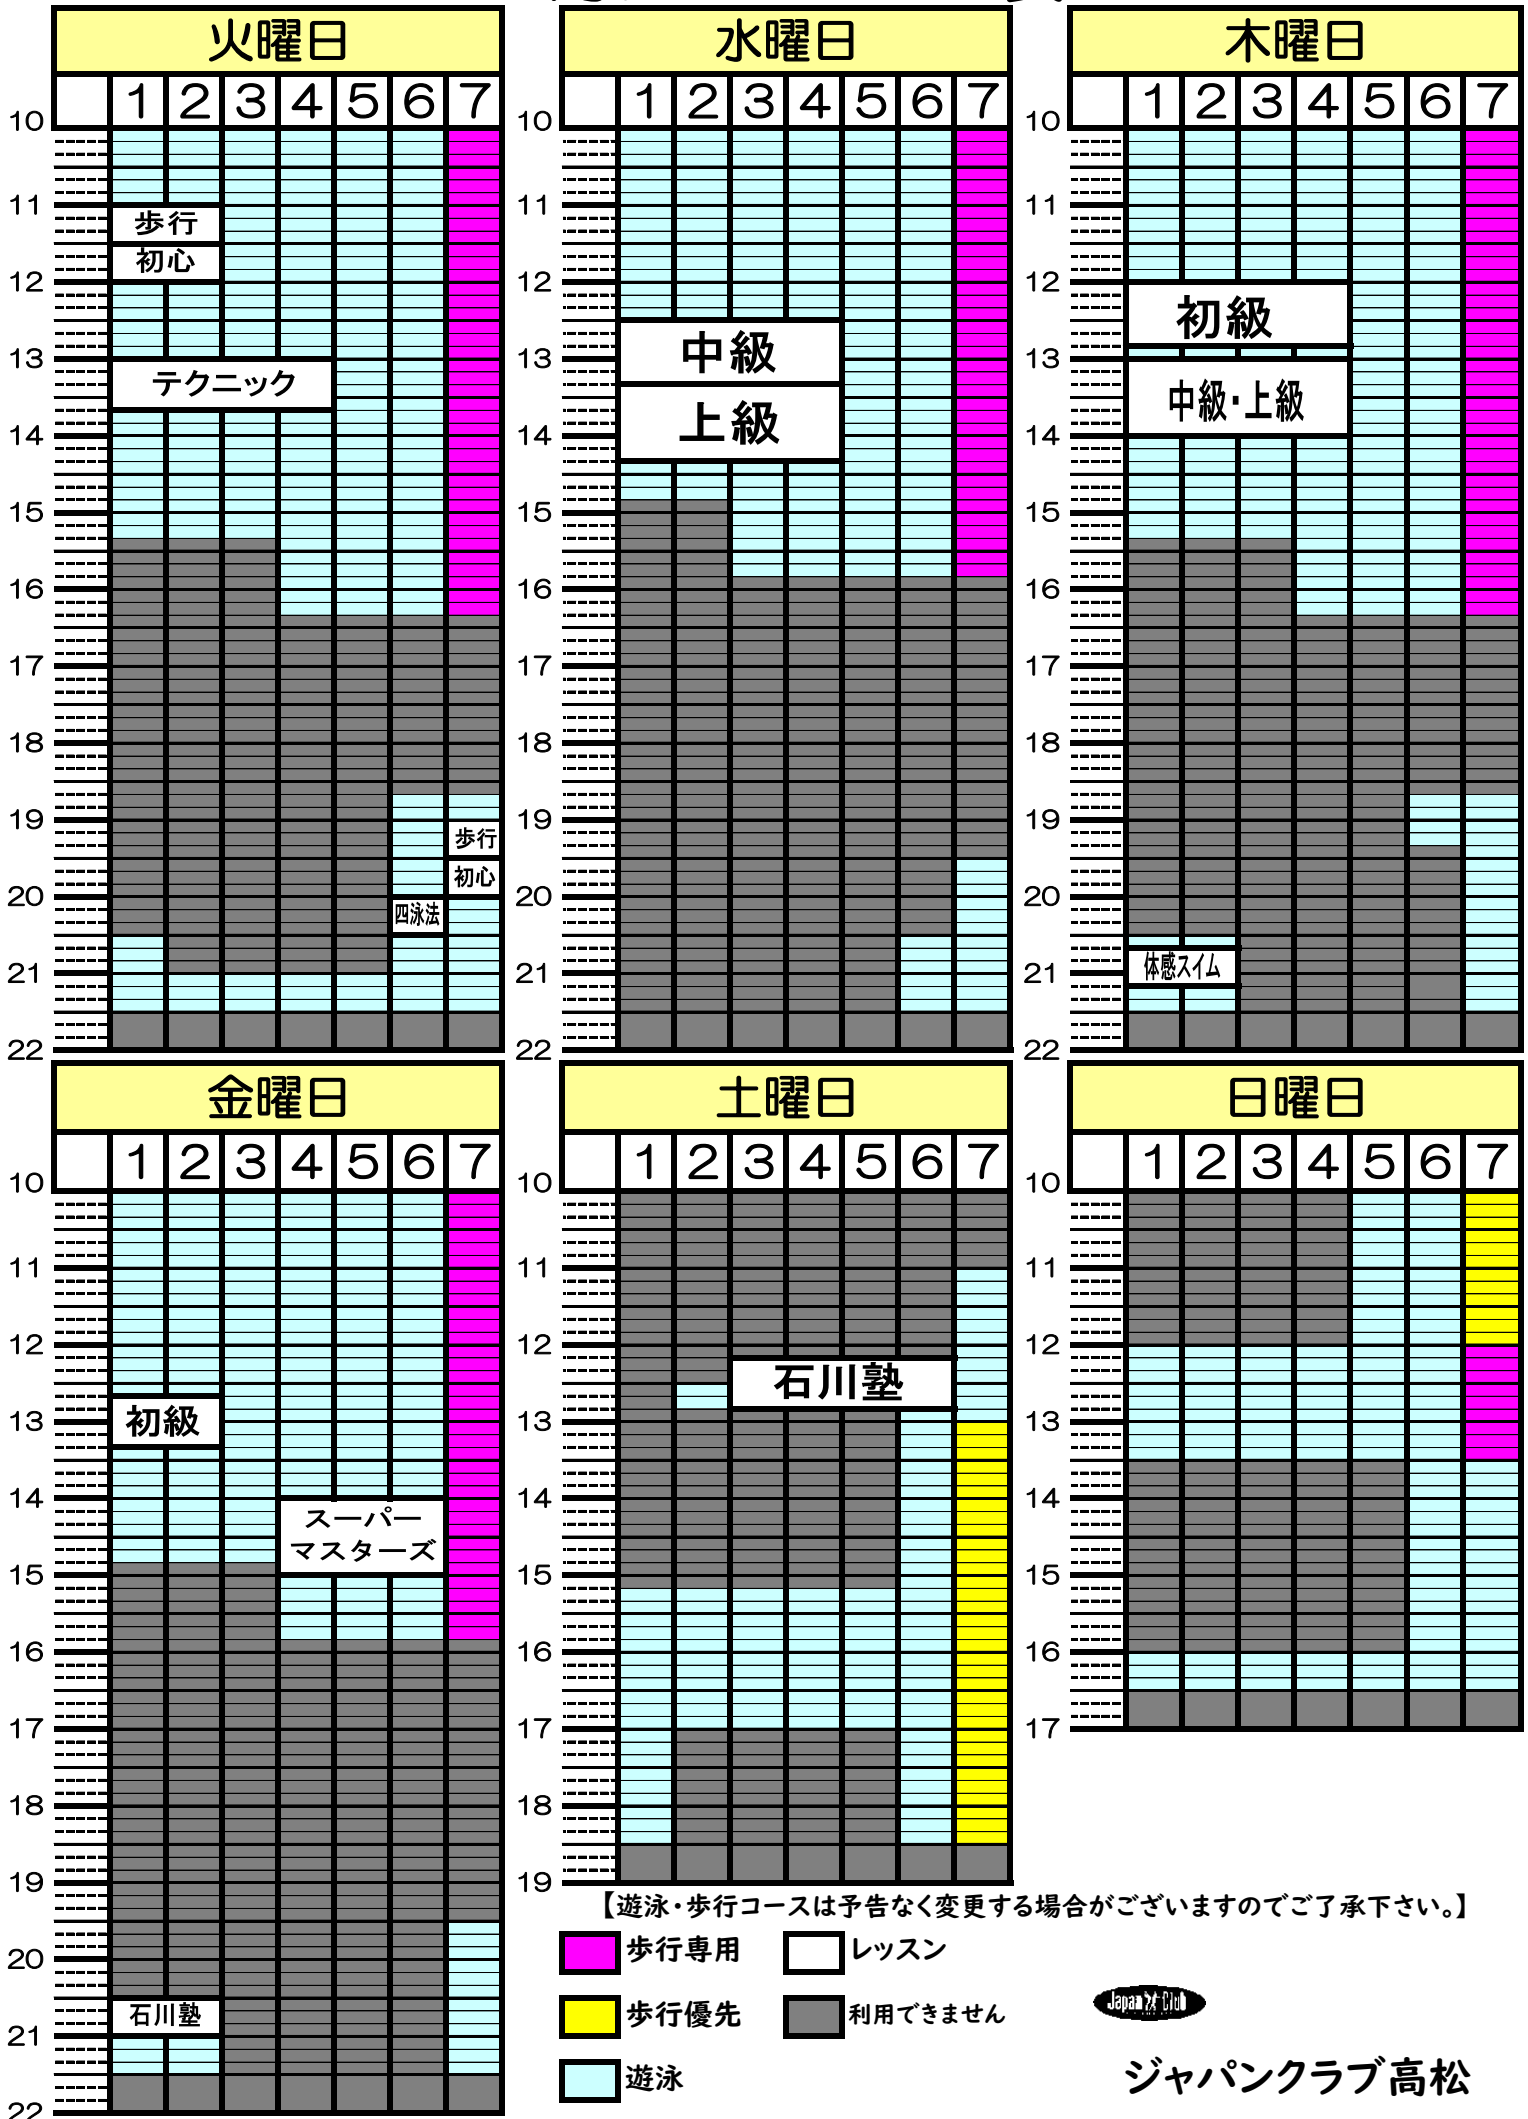 火曜日
1 2 3 4 5 6 7
10
11
歩行
初心
12
13
テクニック
14
15
16
17
18
19
歩行
初心
20
四泳法
21
22
水曜日
1 2 3 4 5 6 7
10
11
12
中級
13
上級
14
15
16
17
18
19
20
21
22
木曜日
1 2 3 4 5 6 7
10
11
12
初級
13
中級・上級
14
15
16
17
18
19
20
体感スイム
21
22
金曜日
1 2 3 4 5 6 7
10
11
12
初級
13
14
スーパー
マスターズ
15
16
17
18
19
20
石川塾
21
22
土曜日
1 2 3 4 5 6 7
10
11
12
石川塾
13
14
15
16
17
18
19
日曜日
1 2 3 4 5 6 7
10
11
12
13
14
15
16
17
【遊泳・歩行コースは予告なく変更する場合がございますのでご了承下さい。】
歩行専用
レッスン
歩行優先
利用できません
遊泳
Japan Club
ジャパンクラブ高松